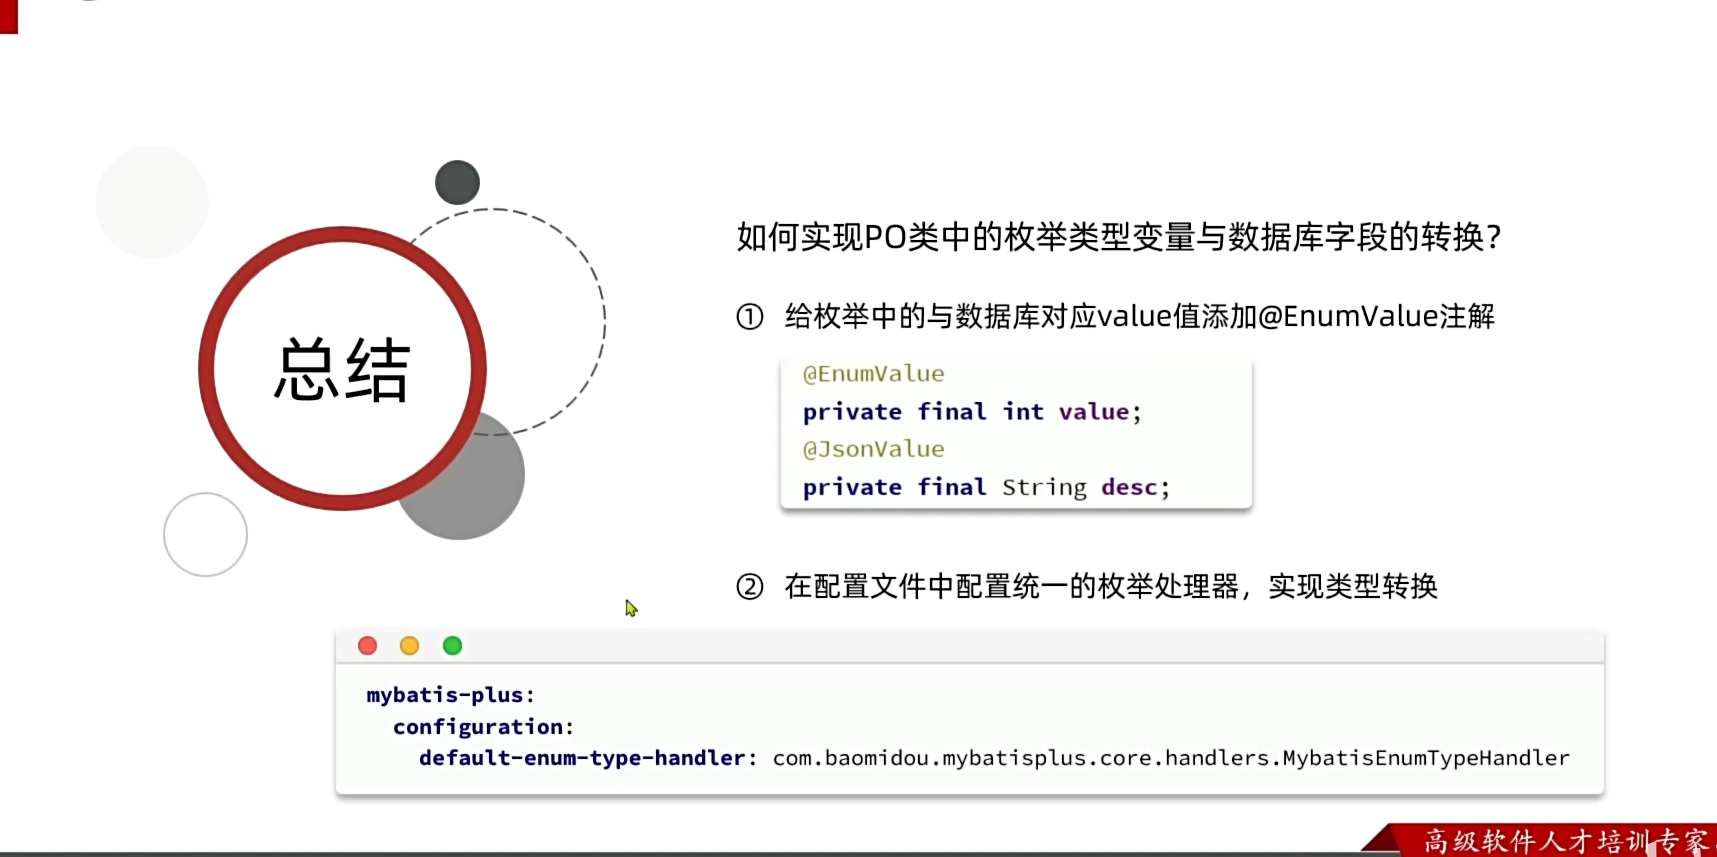 总结
如何实现PO类中的枚举类型变量与数据库字段的转换？
① 给枚举中的与数据库对应value值添加@EnumValue注解
@EnumValue
private final int value;
@JsonValue
private final String desc;
② 在配置文件中配置统一的枚举处理器，实现类型转换
mybatis-plus:
  configuration:
    default-enum-type-handler: com.baomidou.mybatisplus.core.handlers.MybatisEnumTypeHandler
高级软件人才培训专家